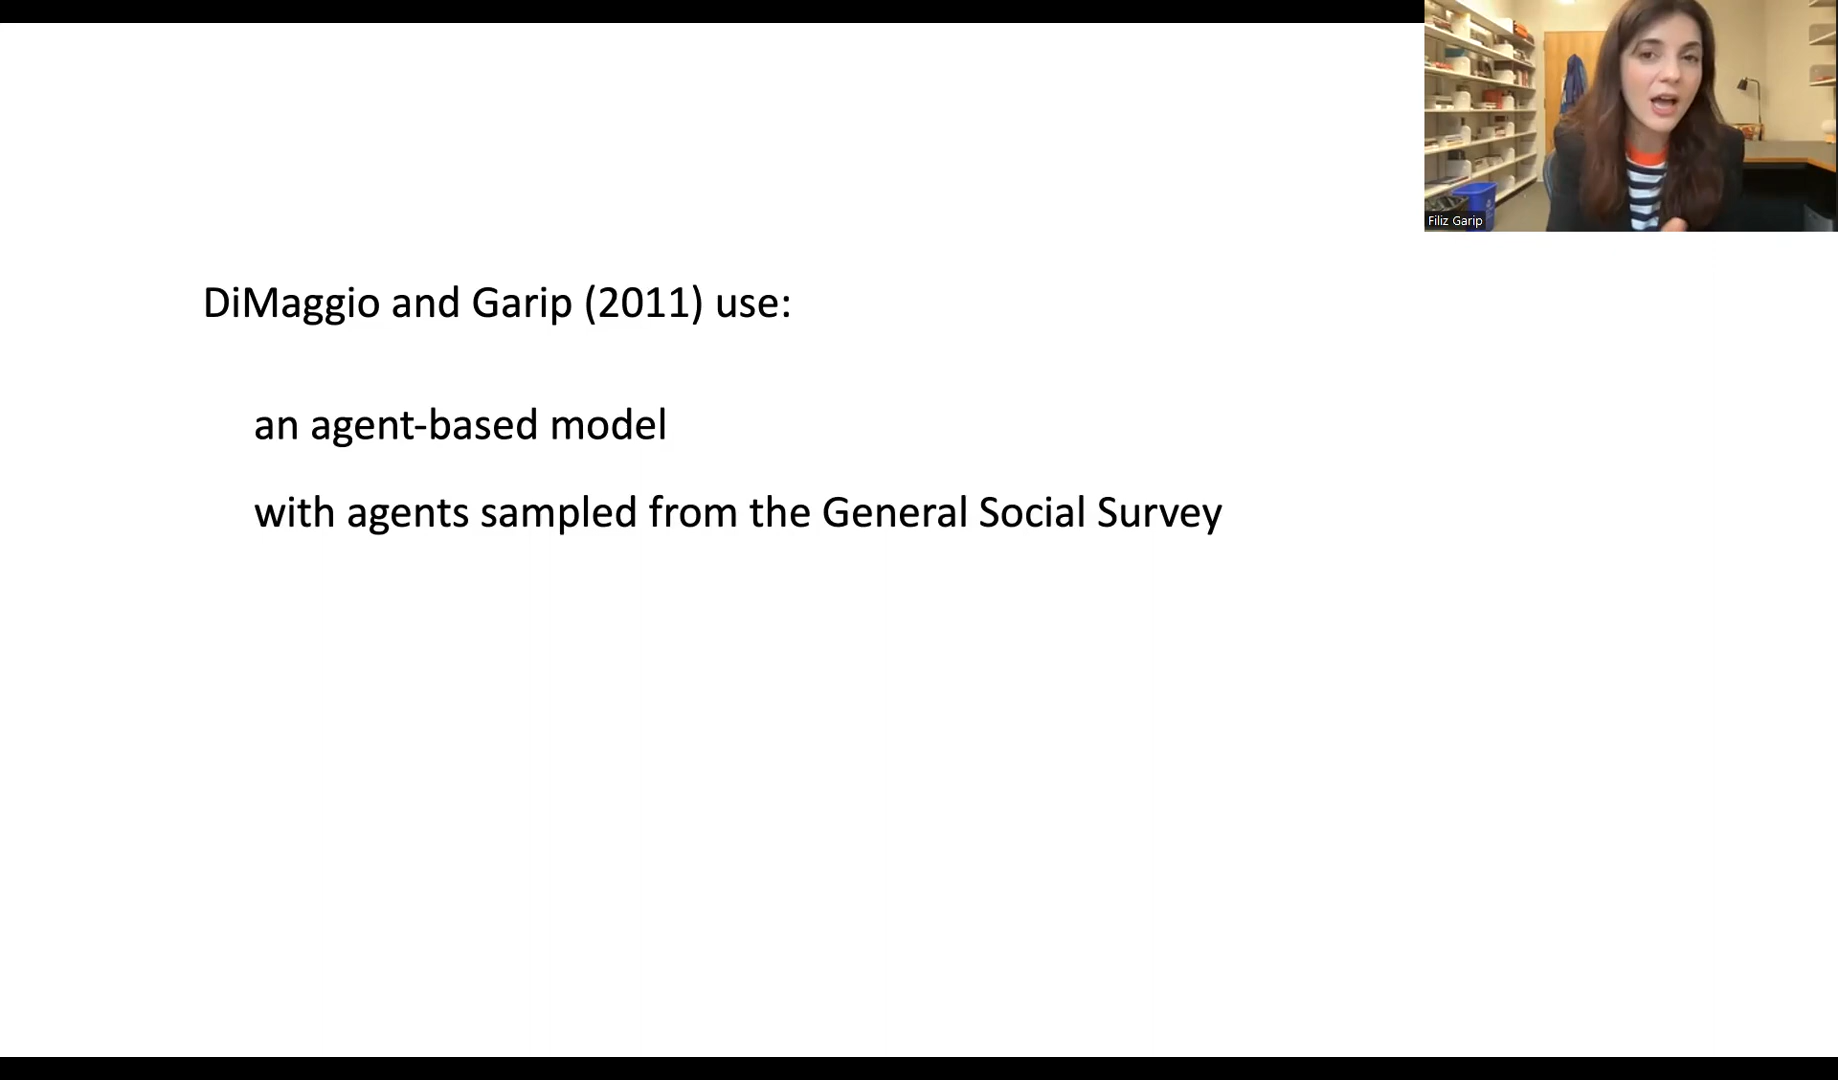 Filiz Garip
DiMaggio and Garip (2011) use:
an agent-based model
with agents sampled from the General Social Survey